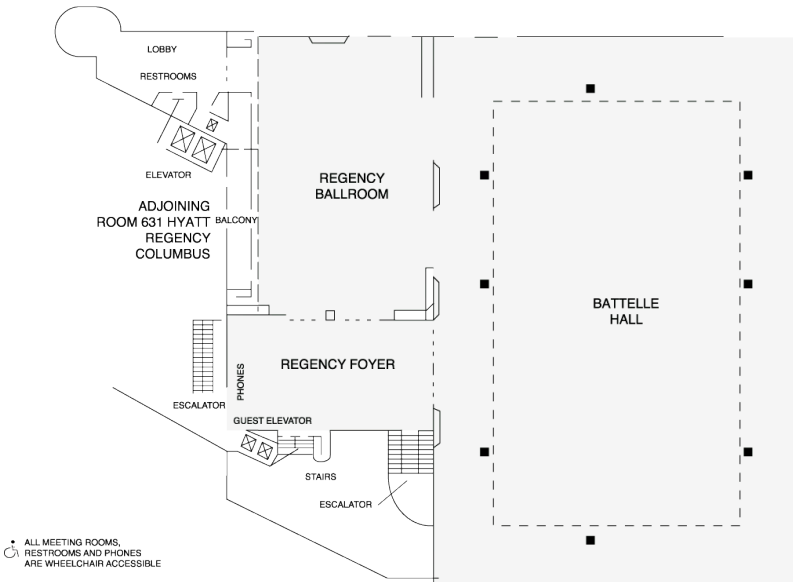 LOBBY
RESTROOMS
ELEVATOR
ADJOINING
ROOM 631 HYATT
REGENCY
COLUMBUS
BALCONY
REGENCY
BALLROOM
BATTELLE
HALL
REGENCY FOYER
PHONES
ESCALATOR
GUEST ELEVATOR
STAIRS
ESCALATOR
• ALL MEETING ROOMS,
RESTROOMS AND PHONES
ARE WHEELCHAIR ACCESSIBLE